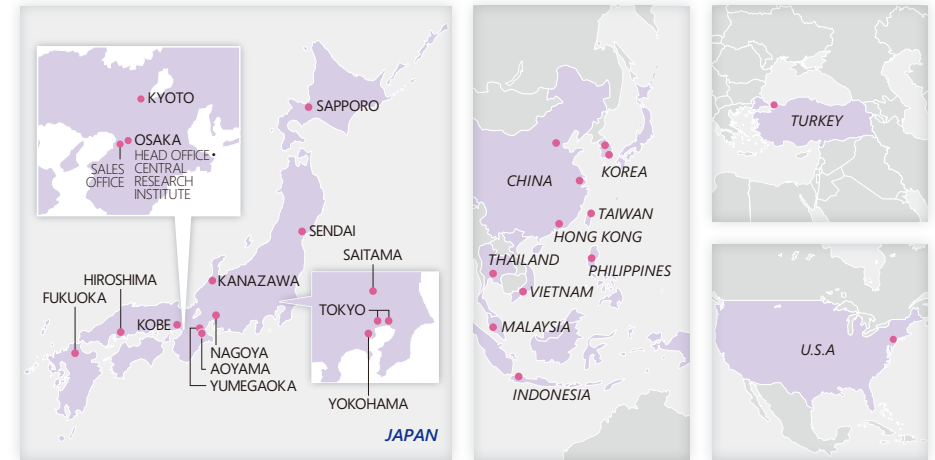 KYOTO
OSAKA
HEAD OFFICE•
CENTRAL
RESEARCH
INSTITUTE
SALES
OFFICE
SAPPORO
SENDAI
SAITAMA
KANAZAWA
HIROSHIMA
FUKUOKA
TOKYO
KOBE
NAGOYA
AOYAMA
YUMEGAOKA
YOKOHAMA
JAPAN
CHINA
KOREA
TAIWAN
HONG KONG
THAILAND
PHILIPPINES
VIETNAM
MALAYSIA
INDONESIA
TURKEY
U.S.A